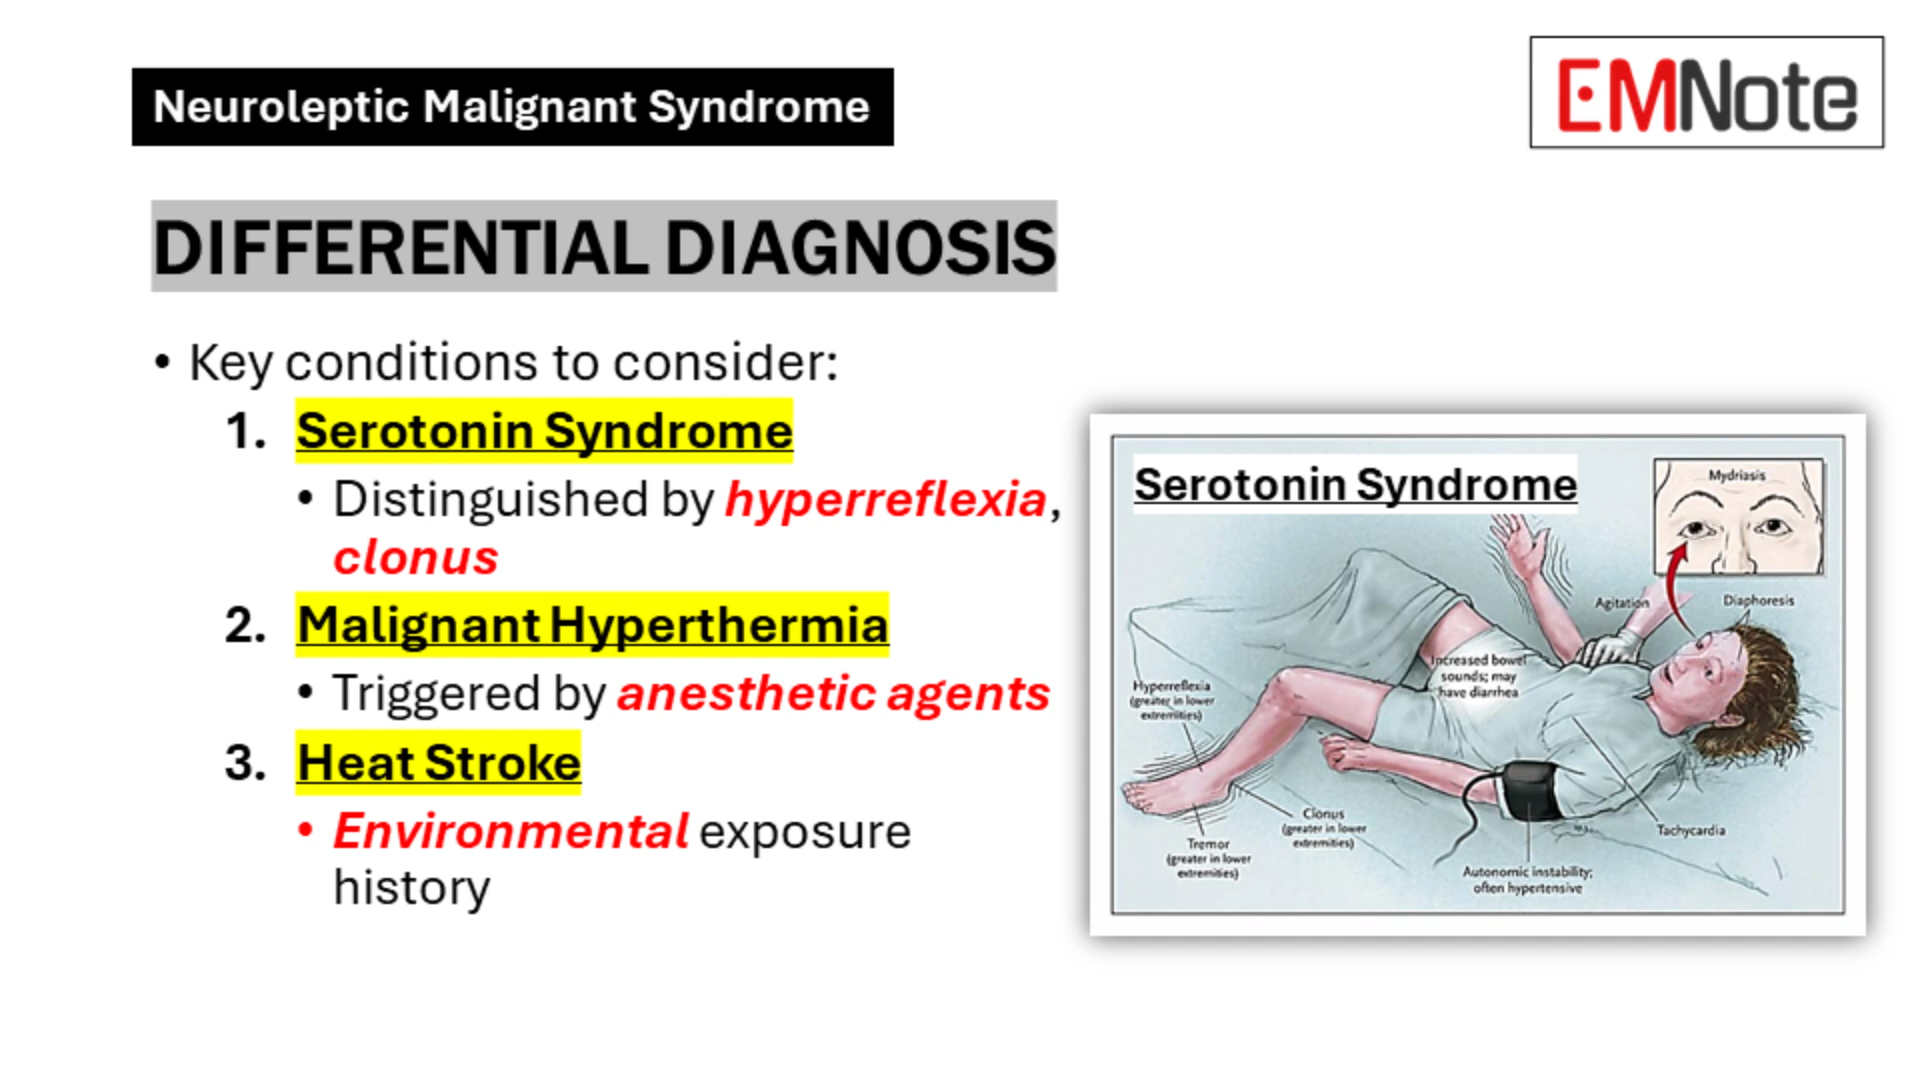 Neuroleptic Malignant Syndrome
EMNote
DIFFERENTIAL DIAGNOSIS
• Key conditions to consider:
1. Serotonin Syndrome
• Distinguished by hyperreflexia,
clonus
2. Malignant Hyperthermia
• Triggered by anesthetic agents
3. Heat Stroke
• Environmental exposure
history
Serotonin Syndrome
Mydriasis
Agitation
Diaphoresis
Increased bowel
sounds; may
have diarrhea
Hyperreflexia
(greater in lower
extremities)
Clonus
(greater in lower
extremities)
Tremor
(greater in lower
extremities)
Tachycardia
Autonomic instability;
often hypertensive